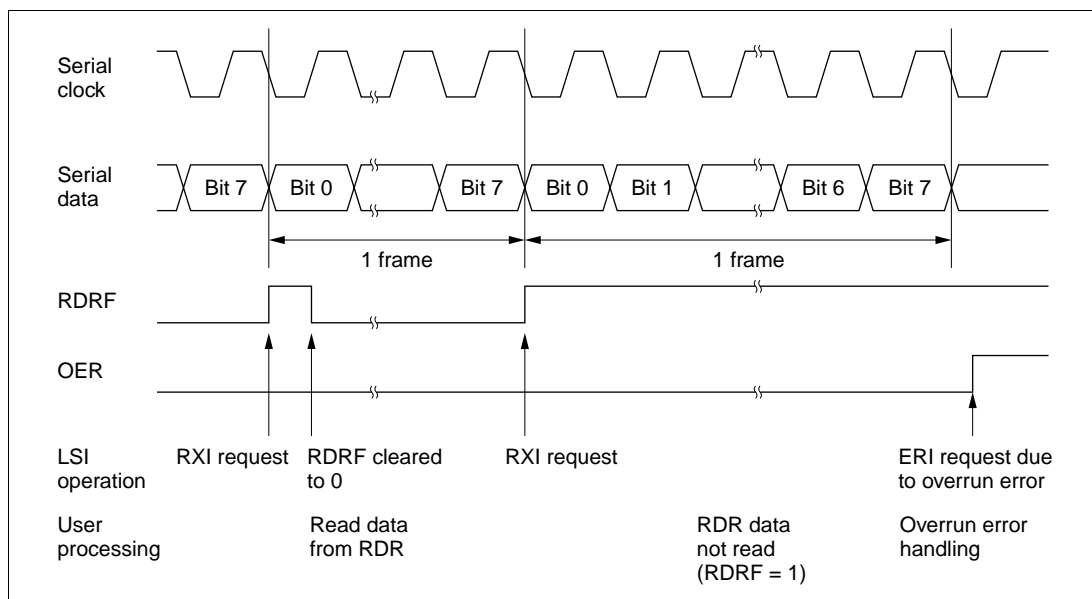 Serial
clock
Serial
data
Bit 7
Bit 0
Bit 7
Bit 0
Bit 1
Bit 6
Bit 7
1 frame
1 frame
RDRF
OER
LSI
operation
RXI request
RDRF cleared
to 0
RXI request
ERI request due
to overrun error
User
processing
Read data
from RDR
RDR data
not read
(RDRF = 1)
Overrun error
handling